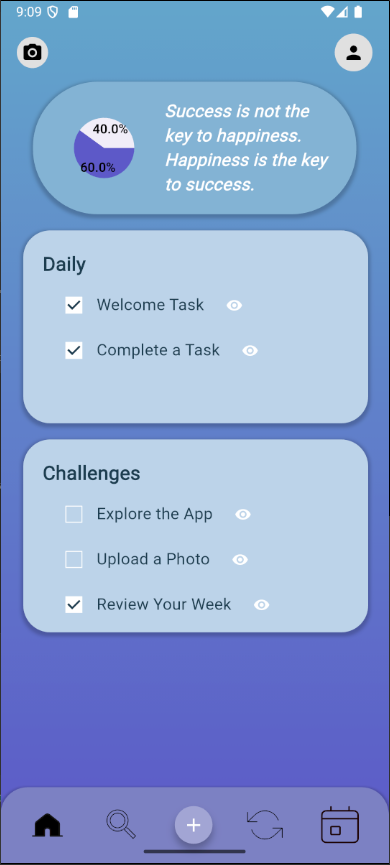 9:09
40.0%
60.0%
Success is not the
key to happiness.
Happiness is the key
to success.
Daily
Welcome Task
Complete a Task
Challenges
Explore the App
Upload a Photo
Review Your Week